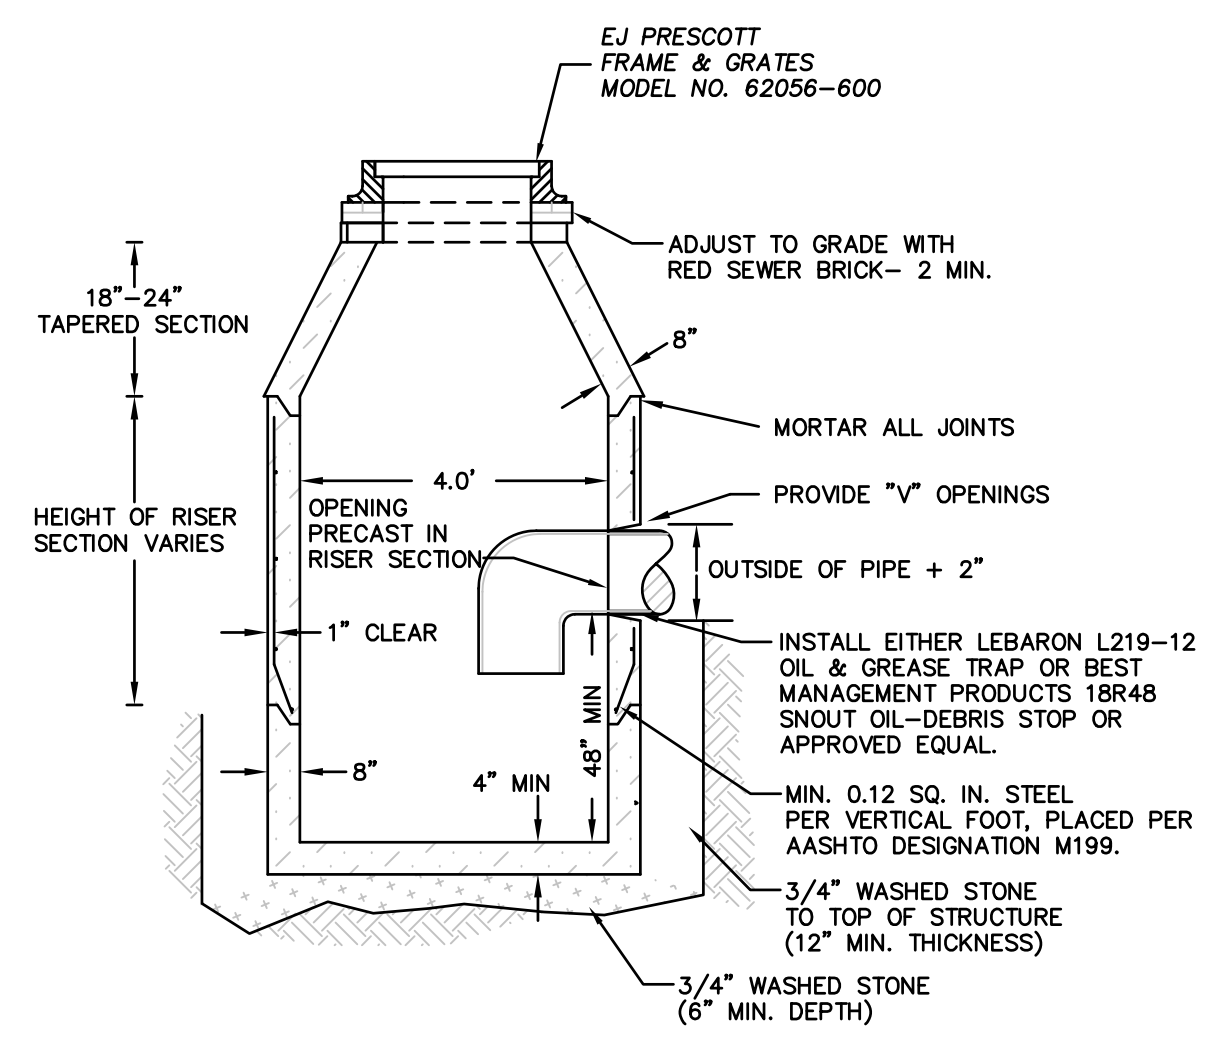 EJ PRESCOTT
FRAME & GRATES
MODEL NO. 62056-600
ADJUST TO GRADE WITH
RED SEWER BRICK- 2 MIN.
18"-24"
TAPERED SECTION
8"
MORTAR ALL JOINTS
4.0'
PROVIDE "V" OPENINGS
OPENING
PRECAST IN
RISER SECTION
HEIGHT OF RISER
SECTION VARIES
OUTSIDE OF PIPE + 2"
1" CLEAR
INSTALL EITHER LEBARON L219-12
OIL & GREASE TRAP OR BEST
MANAGEMENT PRODUCTS 18R48
SNOUT OIL-DEBRIS STOP OR
APPROVED EQUAL.
48" MIN
8"
4" MIN
MIN. 0.12 SQ. IN. STEEL
PER VERTICAL FOOT, PLACED PER
AASHTO DESIGNATION M199.
3/4" WASHED STONE
TO TOP OF STRUCTURE
(12" MIN. THICKNESS)
3/4" WASHED STONE
(6" MIN. DEPTH)